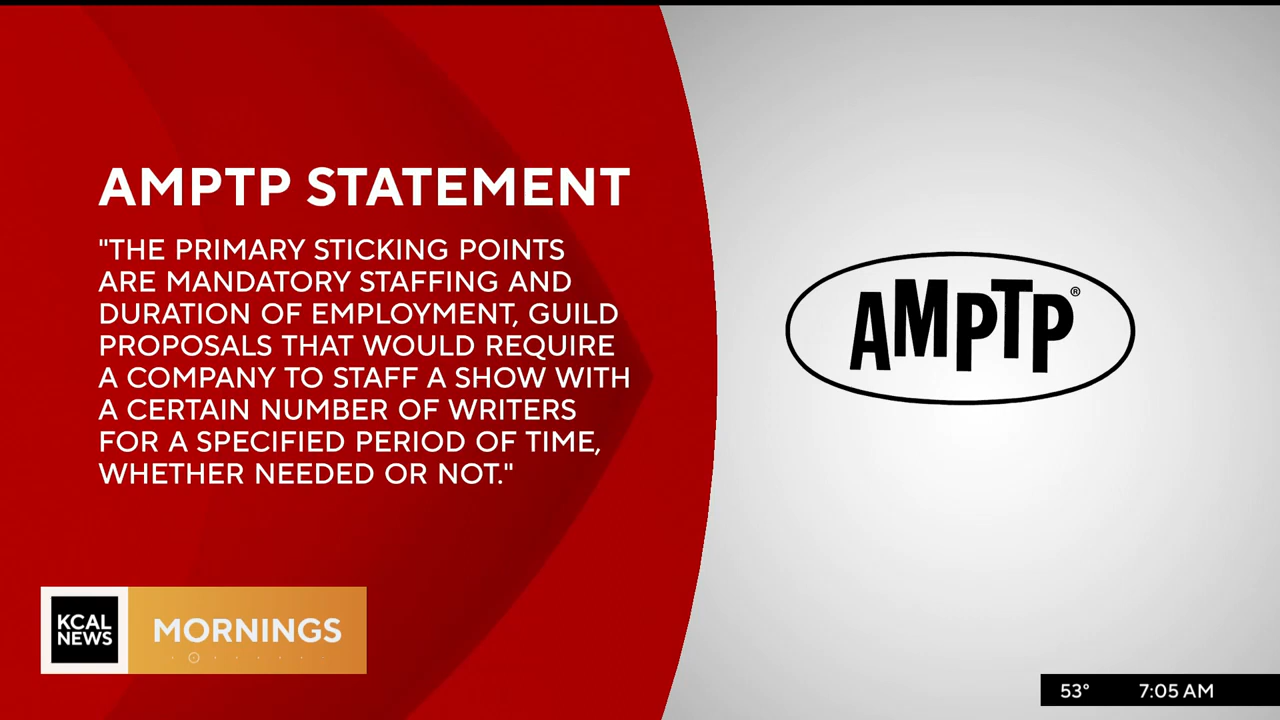 AMPTP STATEMENT
"THE PRIMARY STICKING POINTS
ARE MANDATORY STAFFING AND
DURATION OF EMPLOYMENT, GUILD
PROPOSALS THAT WOULD REQUIRE
A COMPANY TO STAFF A SHOW WITH
A CERTAIN NUMBER OF WRITERS
FOR A SPECIFIED PERIOD OF TIME,
WHETHER NEEDED OR NOT."
AMPTP®
KCAL
NEWS
MORNINGS
53° 7:05 AM